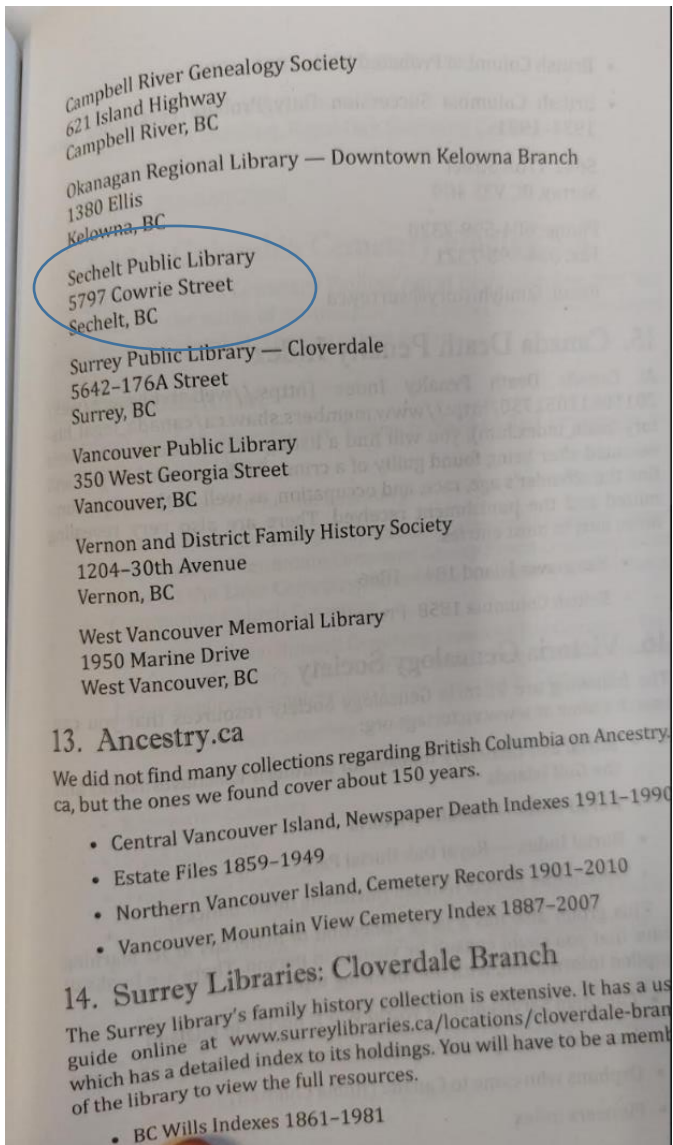 Campbell River Genealogy Society
621 Island Highway
Campbell River, BC
Okanagan Regional Library — Downtown Kelowna Branch
1380 Ellis
Kelowna, BC
Sechelt Public Library
5797 Cowrie Street
Sechelt, BC
Surrey Public Library — Cloverdale
5642–176A Street
Surrey, BC
Vancouver Public Library
350 West Georgia Street
Vancouver, BC
Vernon and District Family History Society
1204–30th Avenue
Vernon, BC
West Vancouver Memorial Library
1950 Marine Drive
West Vancouver, BC
13. Ancestry.ca
We did not find many collections regarding British Columbia on Ancestry.
ca, but the ones we found cover about 150 years.
• Central Vancouver Island, Newspaper Death Indexes 1911–1990
• Estate Files 1859–1949
• Northern Vancouver Island, Cemetery Records 1901–2010
• Vancouver, Mountain View Cemetery Index 1887–2007
14. Surrey Libraries: Cloverdale Branch
The Surrey library's family history collection is extensive. It has a us
guide online at www.surreylibraries.ca/locations/cloverdale-bran
which has a detailed index to its holdings. You will have to be a memb
of the library to view the full resources.
• BC Wills Indexes 1861–1981